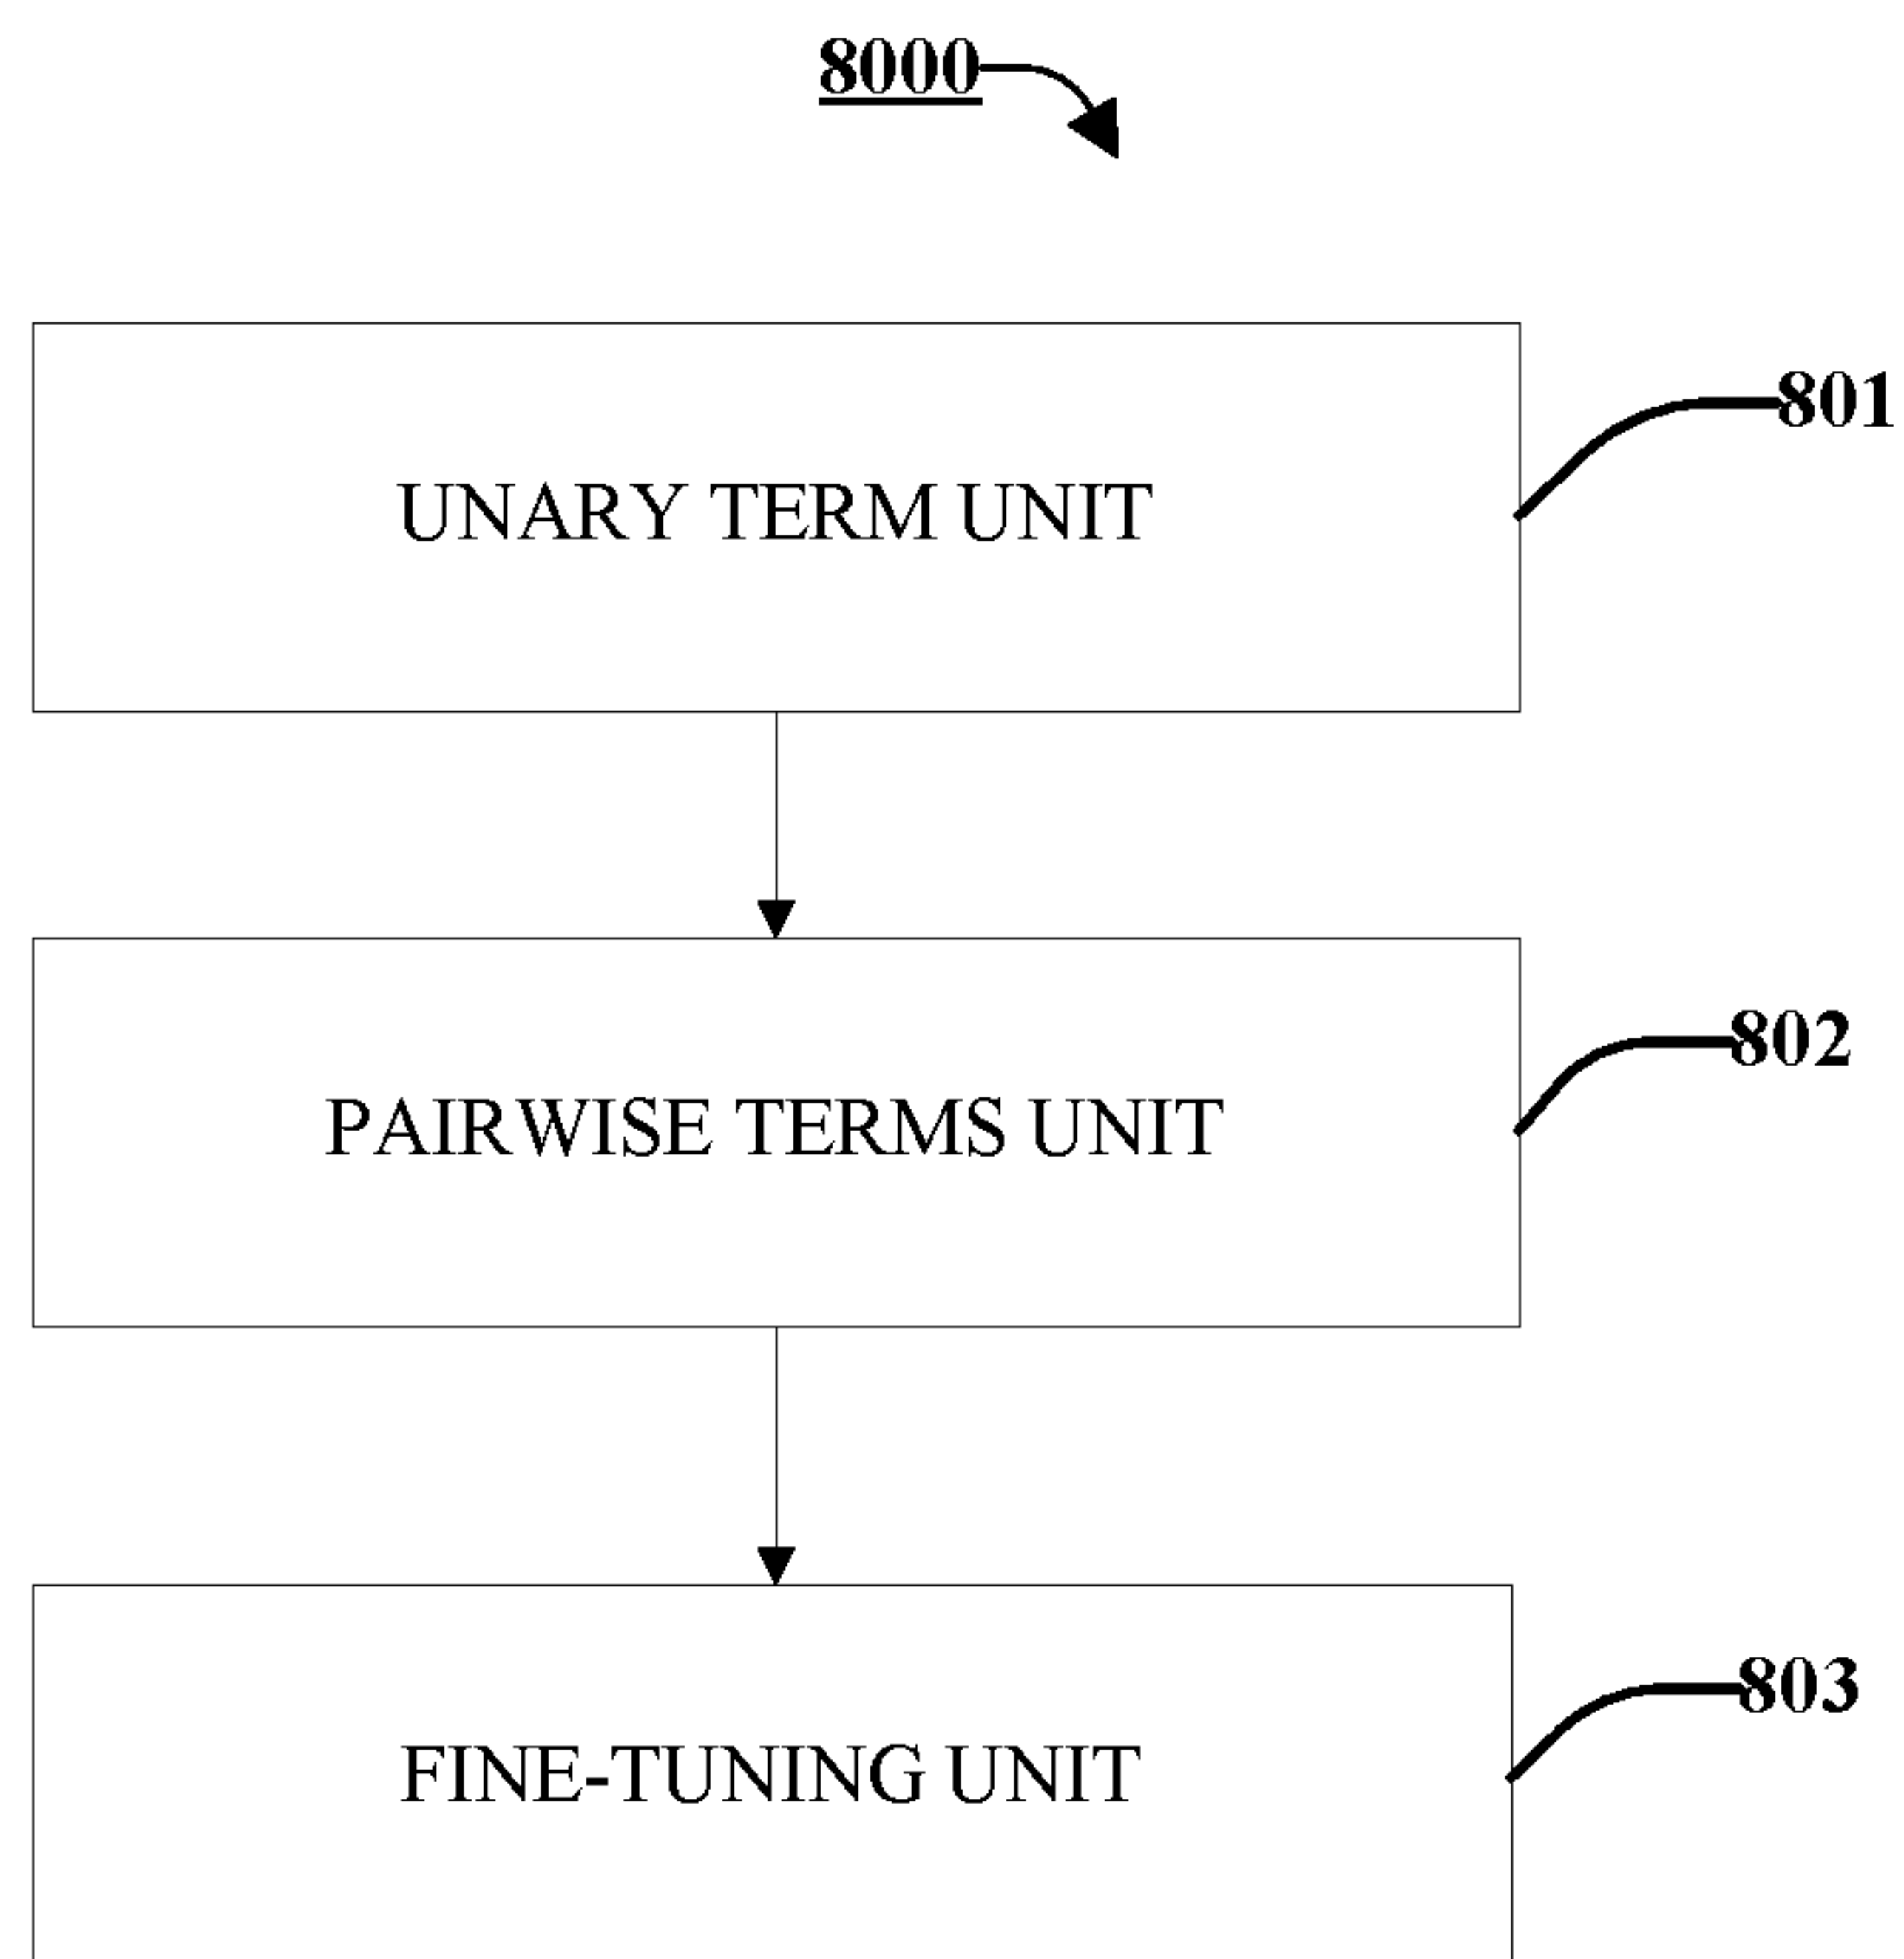 8000
801
UNARY TERM UNIT
802
PAIRWISE TERMS UNIT
803
FINE-TUNING UNIT